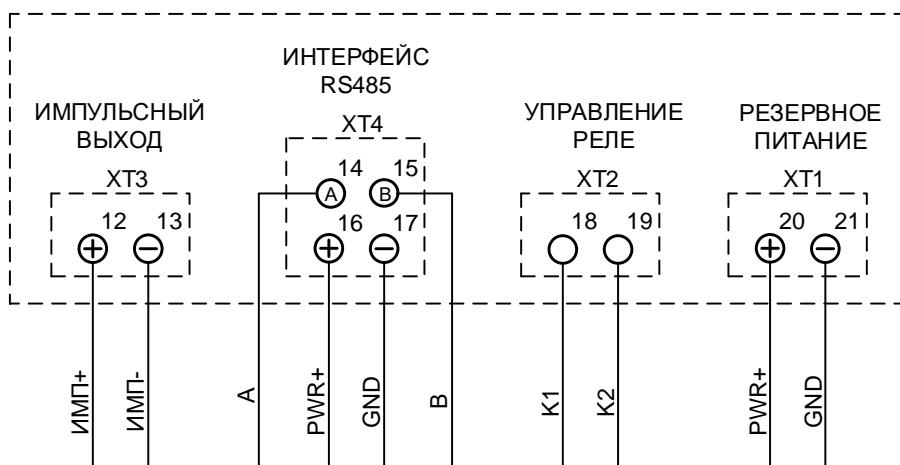 ИМПУЛЬСНЫЙ
ВЫХОД
XT3
12
13
ИМП+
ИМП-
ИНТЕРФЕЙС
RS485
XT4
14
15
A
B
16
17
A
PWR+
GND
B
УПРАВЛЕНИЕ
РЕЛЕ
XT2
18
19
K1
K2
РЕЗЕРВНОЕ
ПИТАНИЕ
XT1
20
21
PWR+
GND